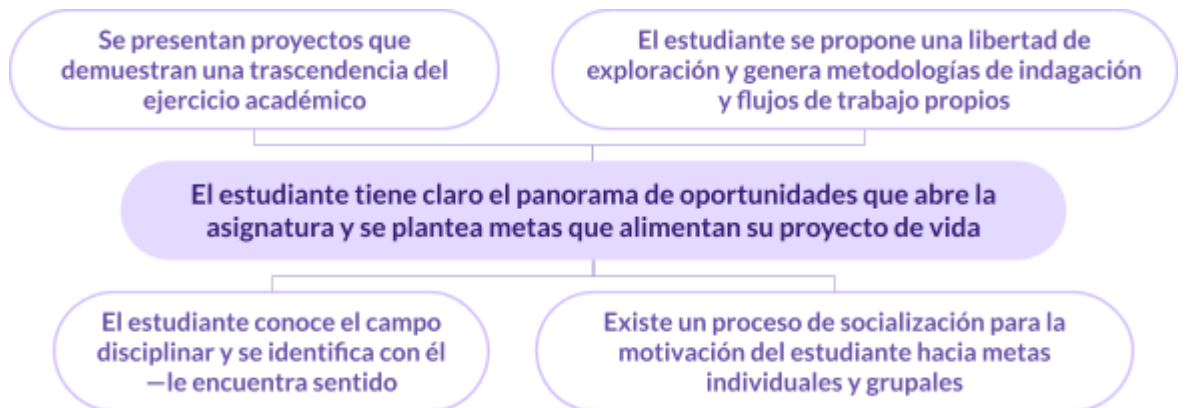 Se presentan proyectos que
demuestran una trascendencia del
ejercicio académico
El estudiante se propone una libertad de
exploración y genera metodologías de indagación
y flujos de trabajo propios
El estudiante tiene claro el panorama de oportunidades que abre la
asignatura y se plantea metas que alimentan su proyecto de vida
El estudiante conoce el campo
disciplinar y se identifica con él
—le encuentra sentido
Existe un proceso de socialización para la
motivación del estudiante hacia metas
individuales y grupales